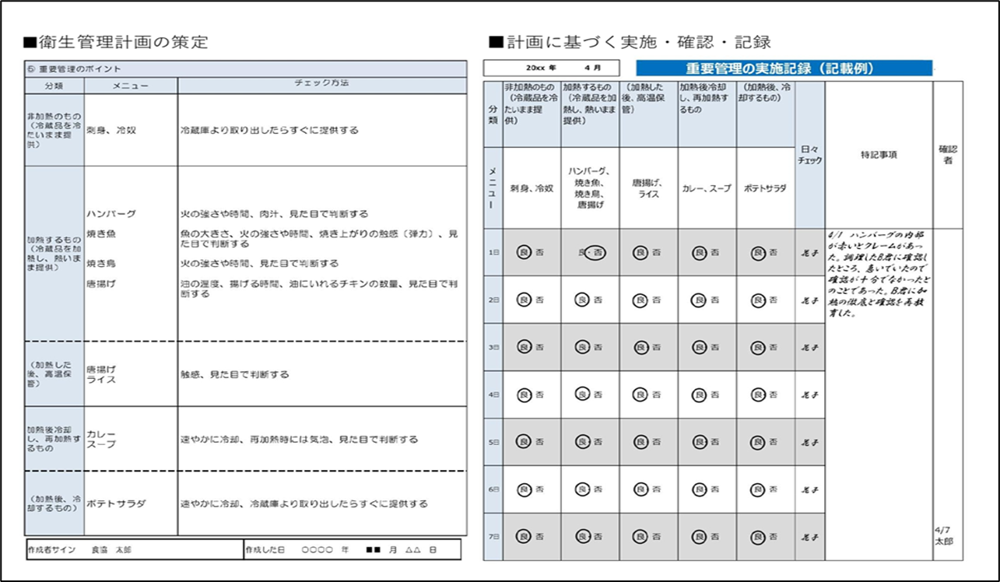 ■衛生管理計画の策定
⑥ 重要管理のポイント
分類 メニュー チェック方法
非加熱のもの
(冷蔵品を冷
たいまま提
供)
刺身、冷奴
冷蔵庫より取り出したらすぐに提供する
加熱するもの
(冷蔵品を加
熱し、熱いま
ま提供)
ハンバーグ
火の強さや時間、肉汁、見た目で判断する
焼き魚
魚の大きさ、火の強さや時間、焼き上がりの触感(弾力)、見
た目で判断する
焼き鳥
火の強さや時間、見た目で判断する
唐揚げ
油の温度、揚げる時間、油にいれるチキンの数量、見た目で判
断する
(加熱した
後、高温保
管)
唐揚げ
ライス
触感、見た目で判断する
加熱後冷却
し、再加熱す
るもの
カレー
スープ
速やかに冷却、再加熱時には気泡、見た目で判断する
(加熱後、冷
却するもの)
ポテトサラダ
速やかに冷却、冷蔵庫より取り出したらすぐに提供する
作成者サイン 食協 太郎
作成した日 〇〇〇〇 年 ■■ 月 △△ 日
■計画に基づく実施・確認・記録
20xx 年 4 月
重要管理の実施記録(記載例)
分類
非加熱のもの
(冷蔵品を冷
たいまま提
供)
加熱するもの
(冷蔵品を加
熱し、熱いまま
提供)
(加熱した
後、高温保
管)
加熱後冷却
し、再加熱す
るもの
(加熱後、冷
却するもの)
日々
チェック
特記事項
確認
者
メニュー
刺身、冷奴
ハンバーグ、
焼き魚、
焼き鳥、
唐揚げ
唐揚げ、
ライス
カレー、スープ
ポテトサラダ
1日 良 否 良・否 良 否 良 否 良 否 花子
2日 良 否 良 否 良 否 良 否 良 否 花子
3日 良 否 良 否 良 否 良 否 良 否 花子
4日 良 否 良 否 良 否 良 否 良 否 花子
5日 良 否 良 否 良 否 良 否 良 否 花子
6日 良 否 良 否 良 否 良 否 良 否 花子
7日 良 否 良 否 良 否 良 否 良 否 花子
4/1 ハンバーグの内部
が赤いとクレームがあっ
た。調理したB君に確認し
たところ、急いでいたので
確認が十分でなかったと
のことであった。B君に加
熱の徹底と確認を再教
育した。
4/7
太郎